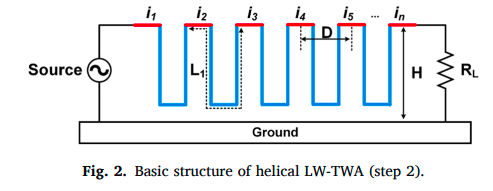 i1 i2 i3 i4 i5 ... in
D
Source L1 H RL
Ground
Fig. 2. Basic structure of helical LW-TWA (step 2).